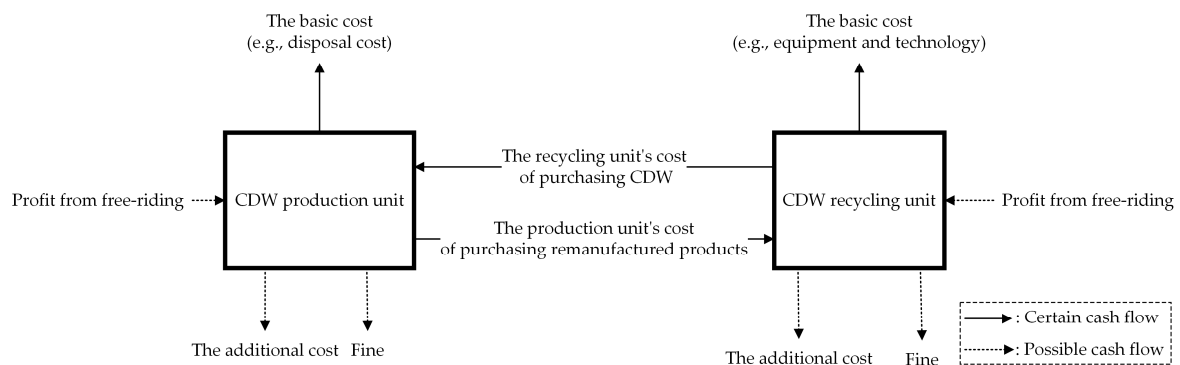 The basic cost
(e.g., disposal cost)
The basic cost
(e.g., equipment and technology)
The recycling unit's cost
of purchasing CDW
Profit from free-riding
CDW production unit
CDW recycling unit
Profit from free-riding
The production unit's cost
of purchasing remanufactured products
The additional cost
Fine
The additional cost
Fine
: Certain cash flow
: Possible cash flow